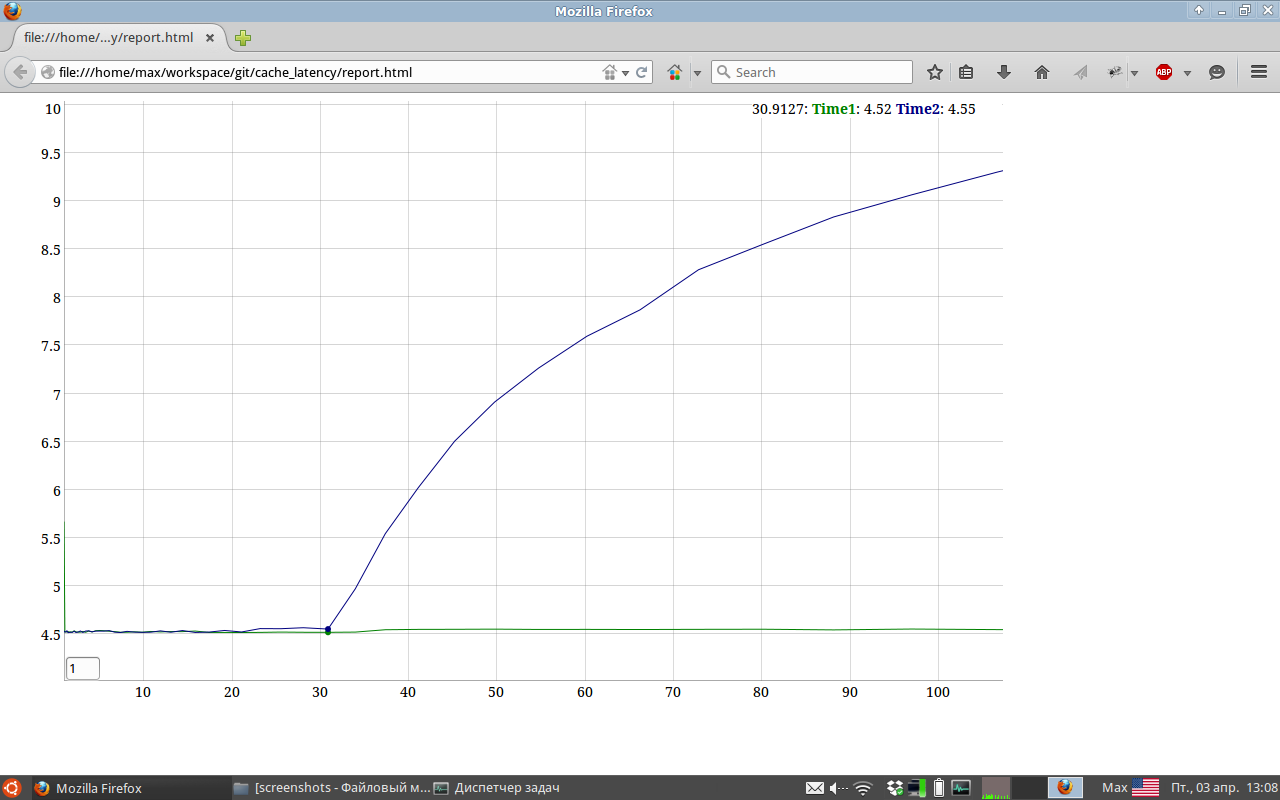 Mozilla Firefox
file:///home/...y/report.html
file:///home/max/workspace/git/cache_latency/report.html
Search
ABP
30.9127: Time1: 4.52 Time2: 4.55
10
9.5
9
8.5
8
7.5
7
6.5
6
5.5
5
4.5
1
10 20 30 40 50 60 70 80 90 100
Mozilla Firefox [screenshots - Файловый м... Диспетчер задач Max Пт., 03 апр. 13:08